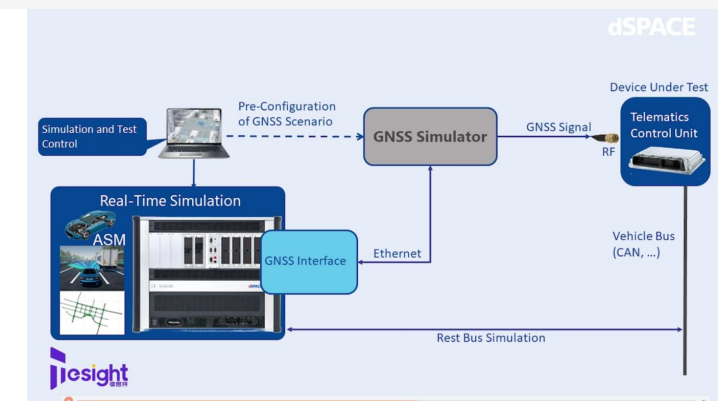 dSPACE
Device Under Test
Pre-Configuration
of GNSS Scenario
Simulation and Test
Control
GNSS Simulator
GNSS Signal
RF
Telematics
Control Unit
Real-Time Simulation
ASM
GNSS Interface
Ethernet
Vehicle Bus
(CAN, ...)
dSPACE
Rest Bus Simulation